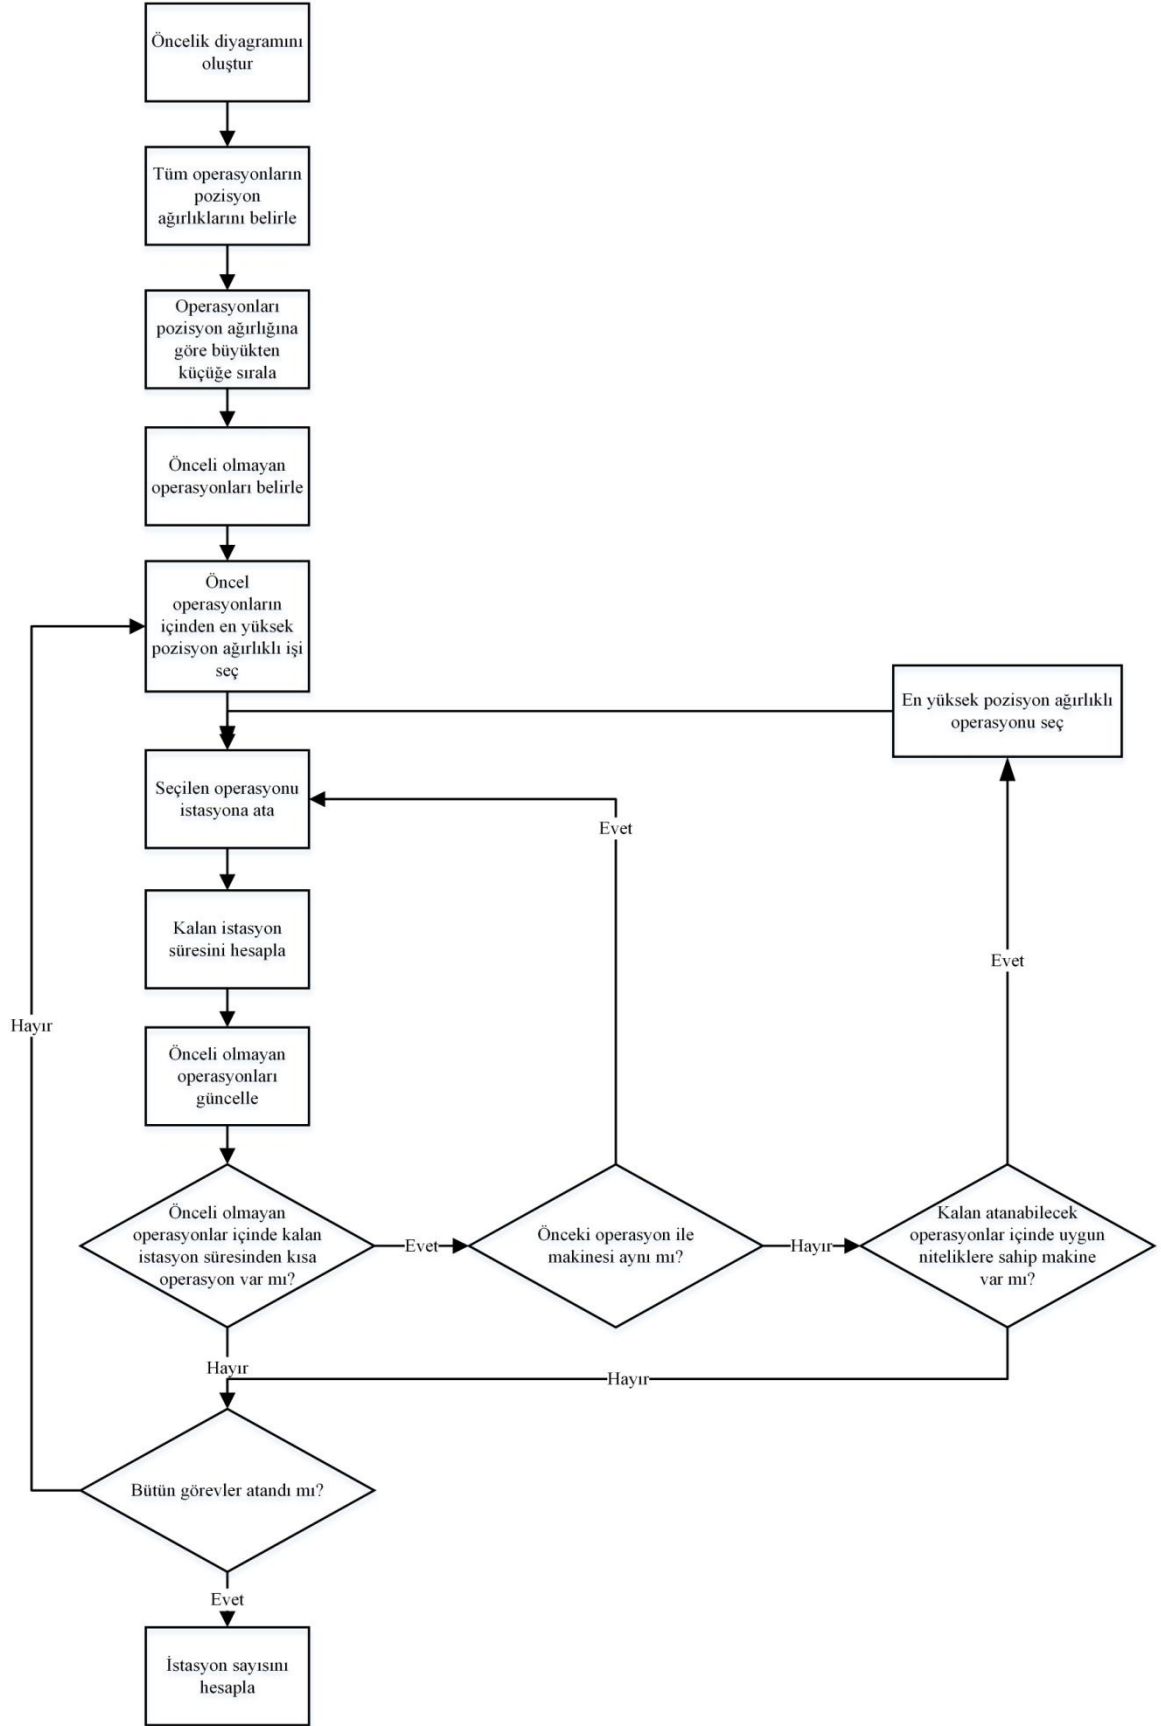 Öncelik diyagramını
oluştur
Tüm operasyonların
pozisyon
ağırlıklarını belirle
Operasyonları
pozisyon ağırlığına
göre büyükten
küçüğe sırala
Önceli olmayan
operasyonları belirle
Öncel
operasyonların
içinden en yüksek
pozisyon ağırlıklı işi
seç
En yüksek pozisyon ağırlıklı
operasyonu seç
Seçilen operasyonu
istasyona ata
Evet
Kalan istasyon
süresini hesapla
Evet
Hayır
Önceli olmayan
operasyonları
güncelle
Önceli olmayan
operasyonlar içinde kalan
istasyon süresinden kısa
operasyon var mı?
Evet
Önceki operasyon ile
makinesi aynı mı?
Hayır
Kalan atanabilecek
operasyonlar içinde uygun
niteliklere sahip makine
var mı?
Hayır
Hayır
Bütün görevler atandı mı?
Evet
İstasyon sayısını
hesapla